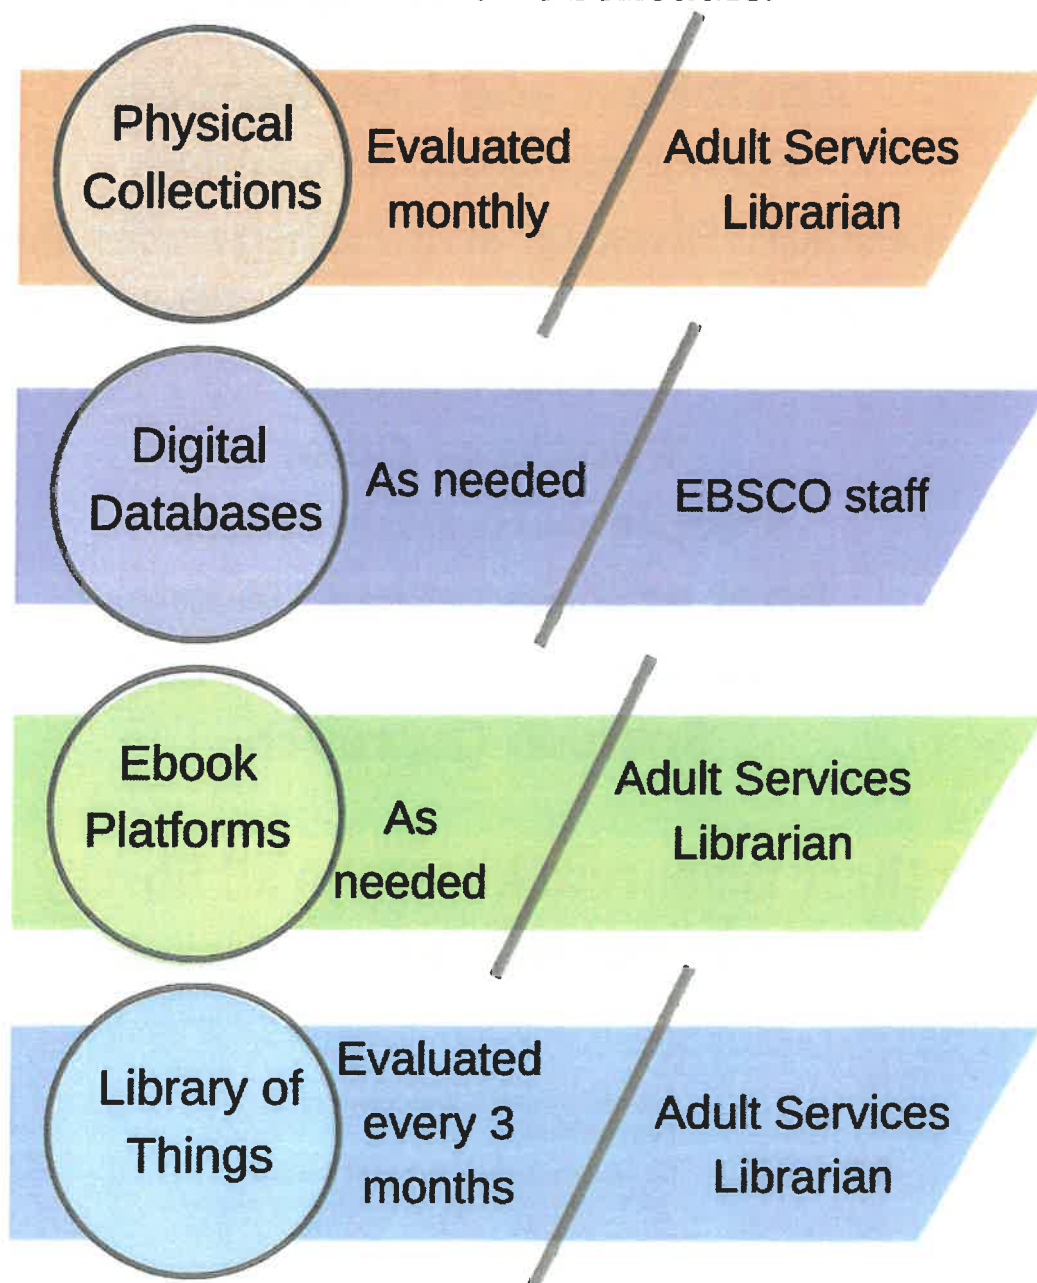 Physical
Collections
Evaluated
monthly
Adult Services
Librarian
Digital
Databases
As needed
EBSCO staff
Ebook
Platforms
As
needed
Adult Services
Librarian
Library of
Things
Evaluated
every 3
months
Adult Services
Librarian